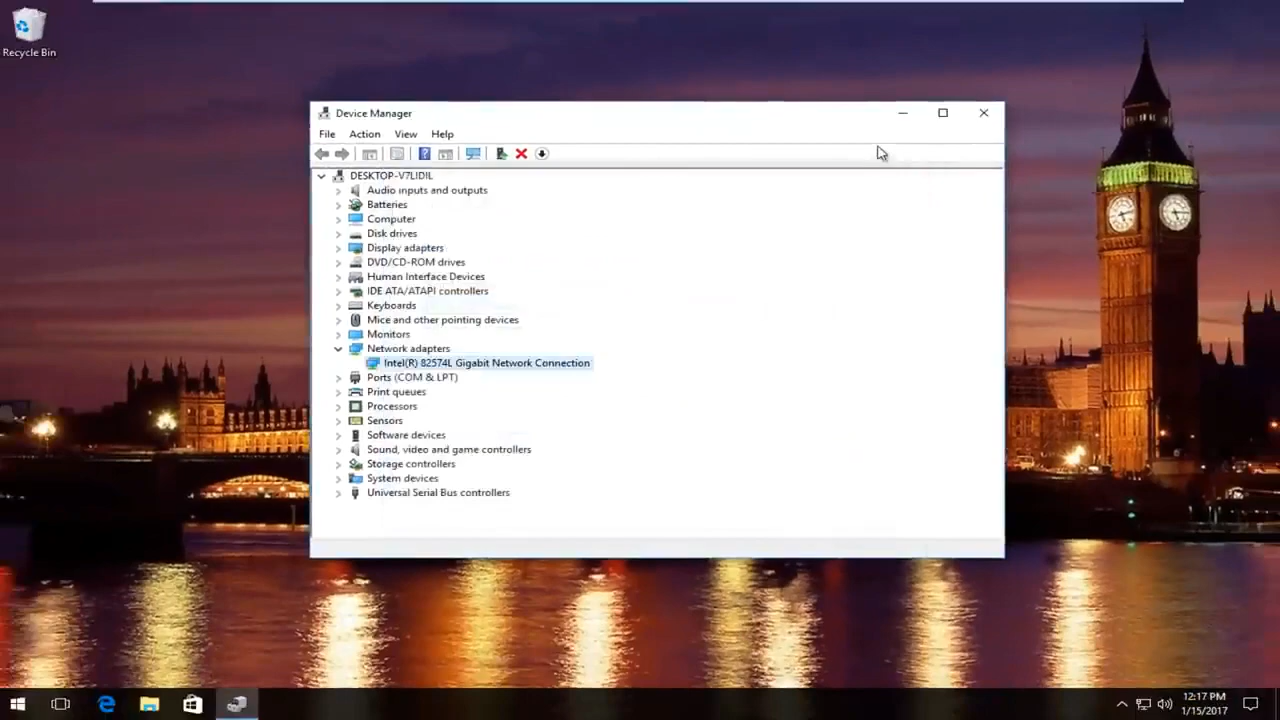 Recycle Bin
Device Manager
File Action View Help
DESKTOP-V7LIDIL
Audio inputs and outputs
Batteries
Computer
Disk drives
Display adapters
DVD/CD-ROM drives
Human Interface Devices
IDE ATA/ATAPI controllers
Keyboards
Mice and other pointing devices
Monitors
Network adapters
Intel(R) 82574L Gigabit Network Connection
Ports (COM & LPT)
Print queues
Processors
Sensors
Software devices
Sound, video and game controllers
Storage controllers
System devices
Universal Serial Bus controllers
12:17 PM
1/15/2017